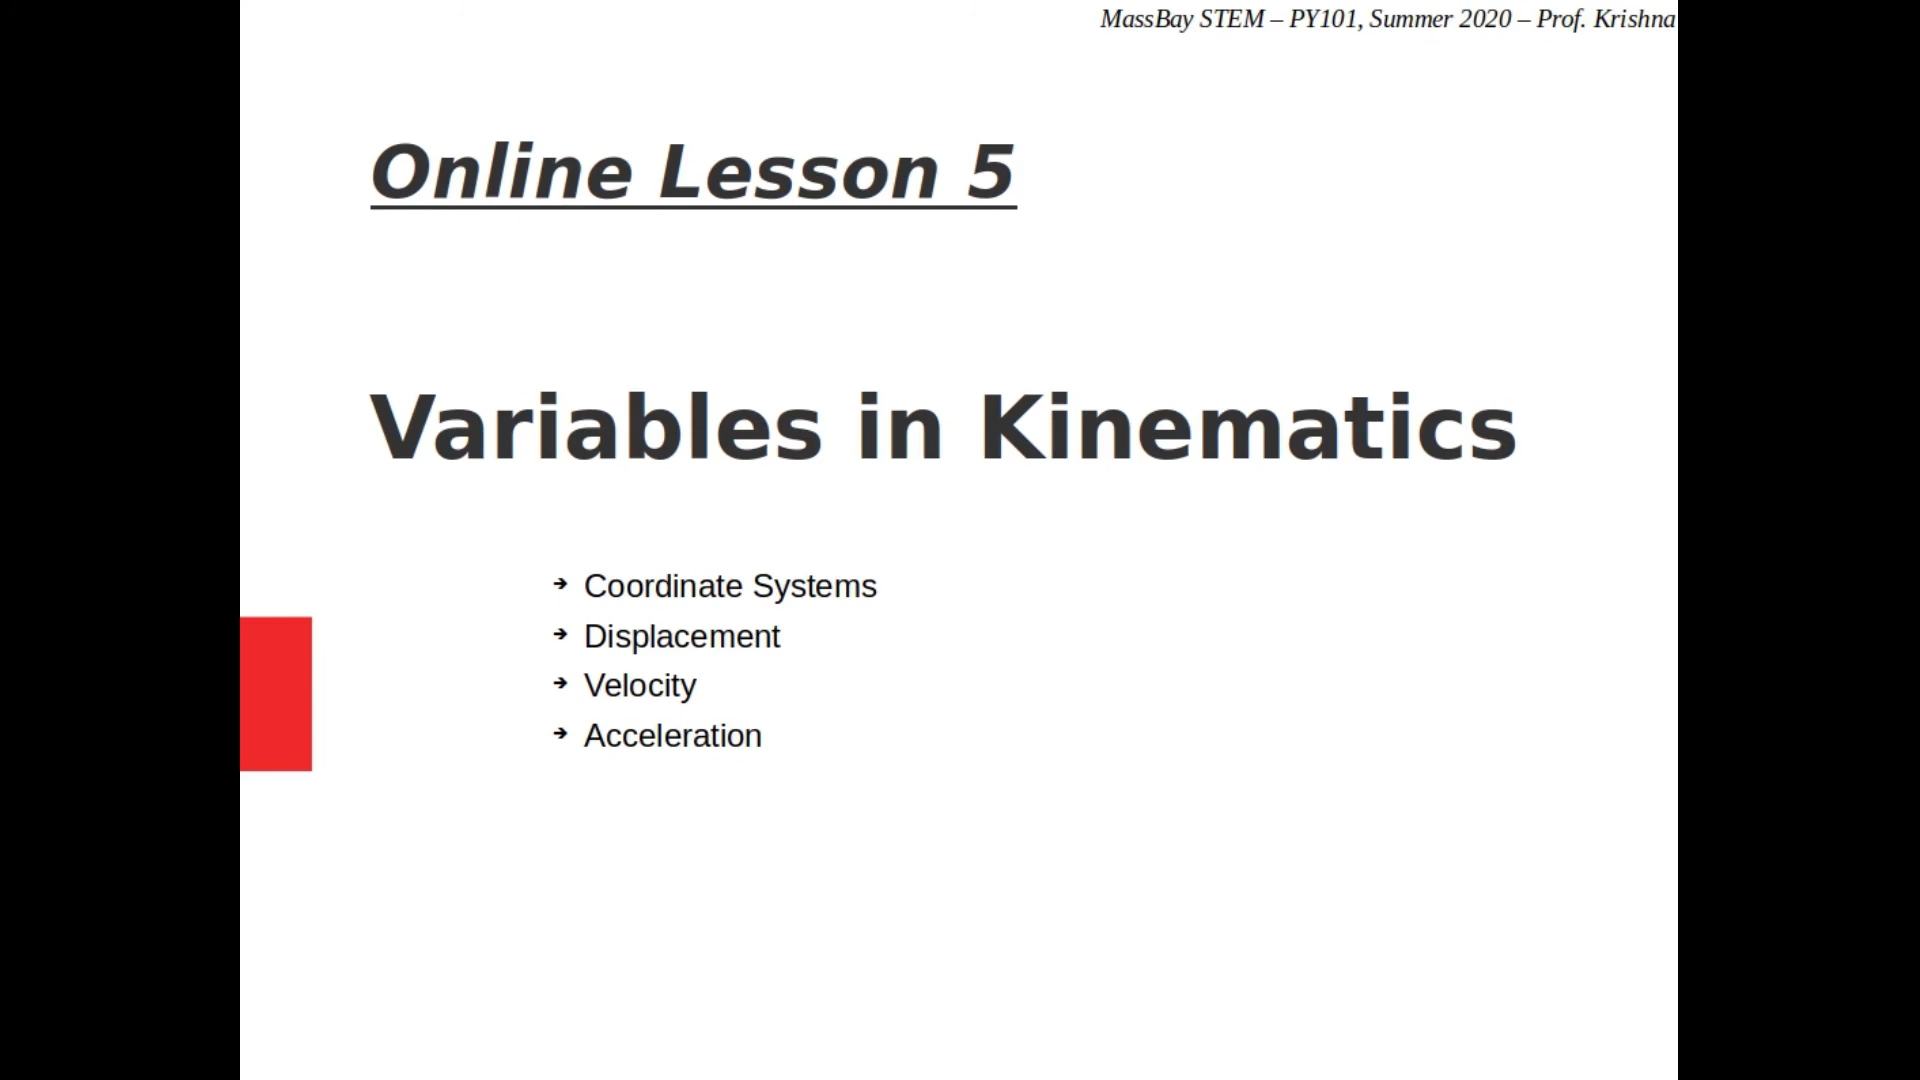 MassBay STEM – PY101, Summer 2020 – Prof. Krishna
Online Lesson 5
Variables in Kinematics
➔ Coordinate Systems
➔ Displacement
➔ Velocity
➔ Acceleration